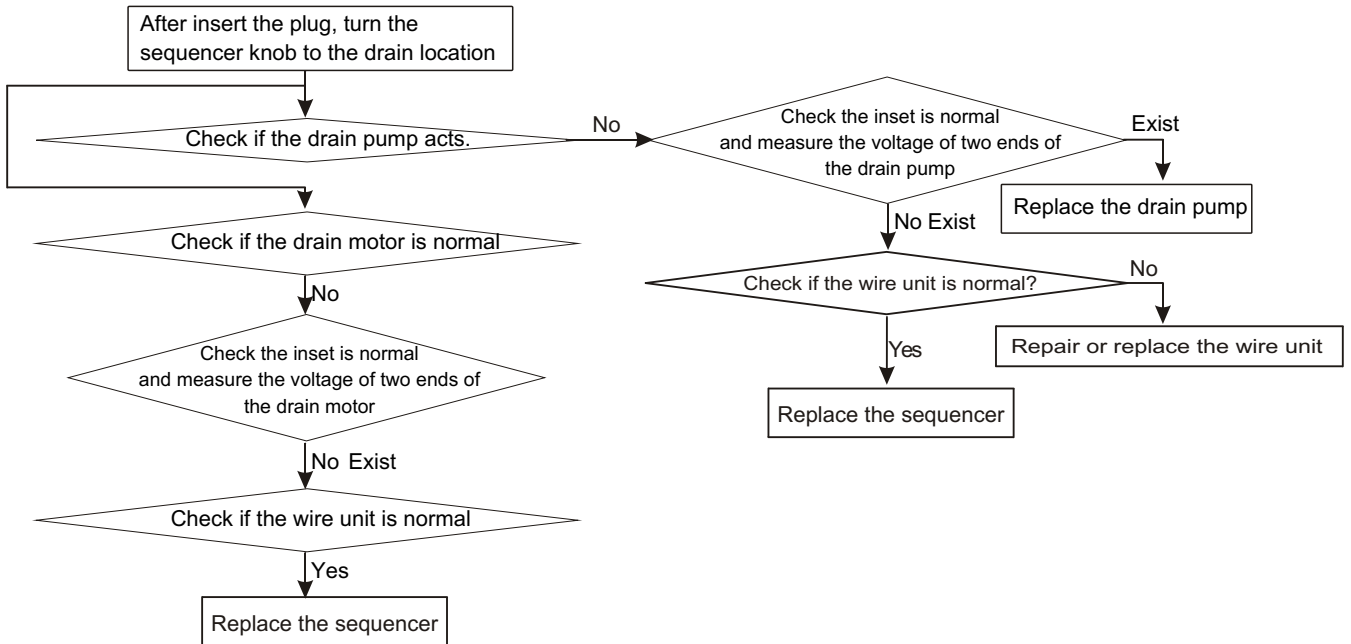 After insert the plug, turn the
sequencer knob to the drain location
Check if the drain pump acts.
No
Check the inset is normal
and measure the voltage of two ends of
the drain pump
Exist
Replace the drain pump
No Exist
Check if the wire unit is normal?
No
Repair or replace the wire unit
Yes
Replace the sequencer
Check if the drain motor is normal
No
Check the inset is normal
and measure the voltage of two ends of
the drain motor
No Exist
Check if the wire unit is normal
Yes
Replace the sequencer